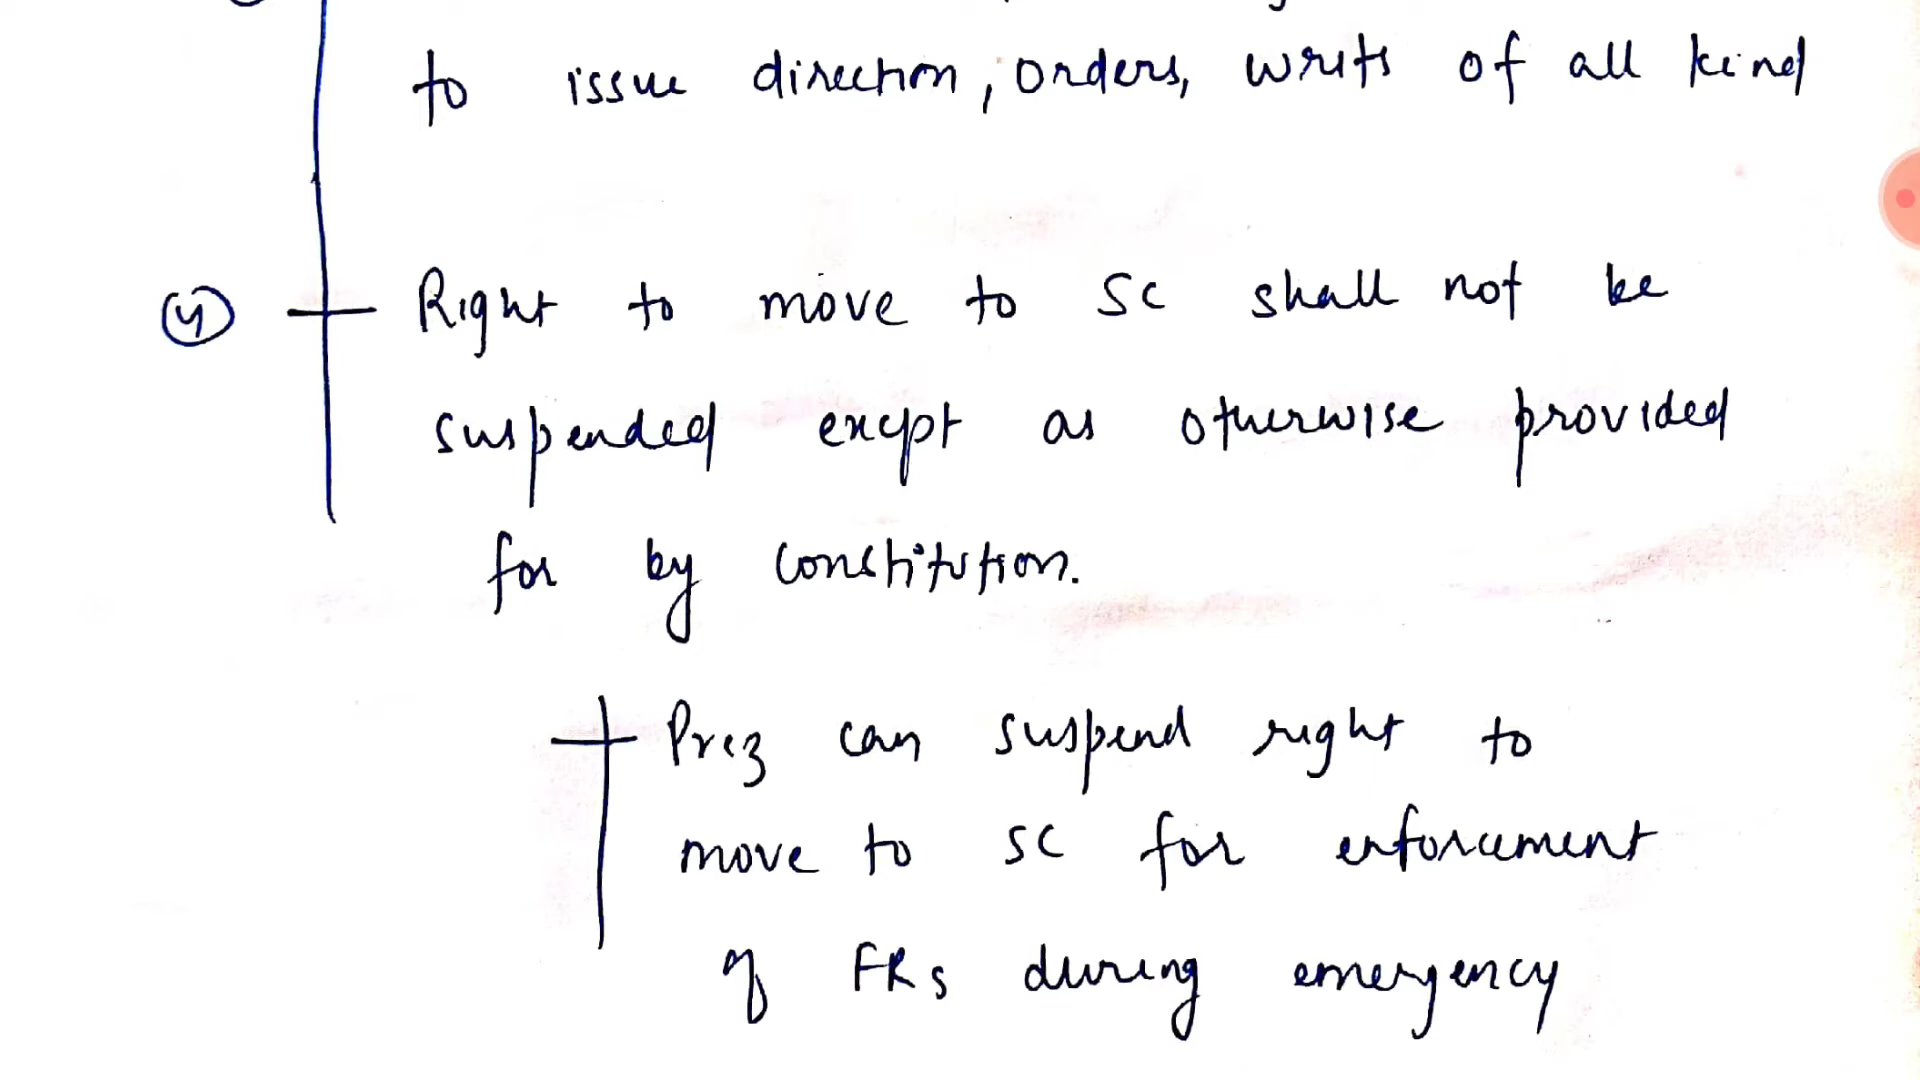 to issue direction, orders, writs of all kind
(4) Right to move to SC shall not be
suspended except as otherwise provided
for by constitution.
Prez can suspend right to
move to SC for enforcement
of FRs during emergency